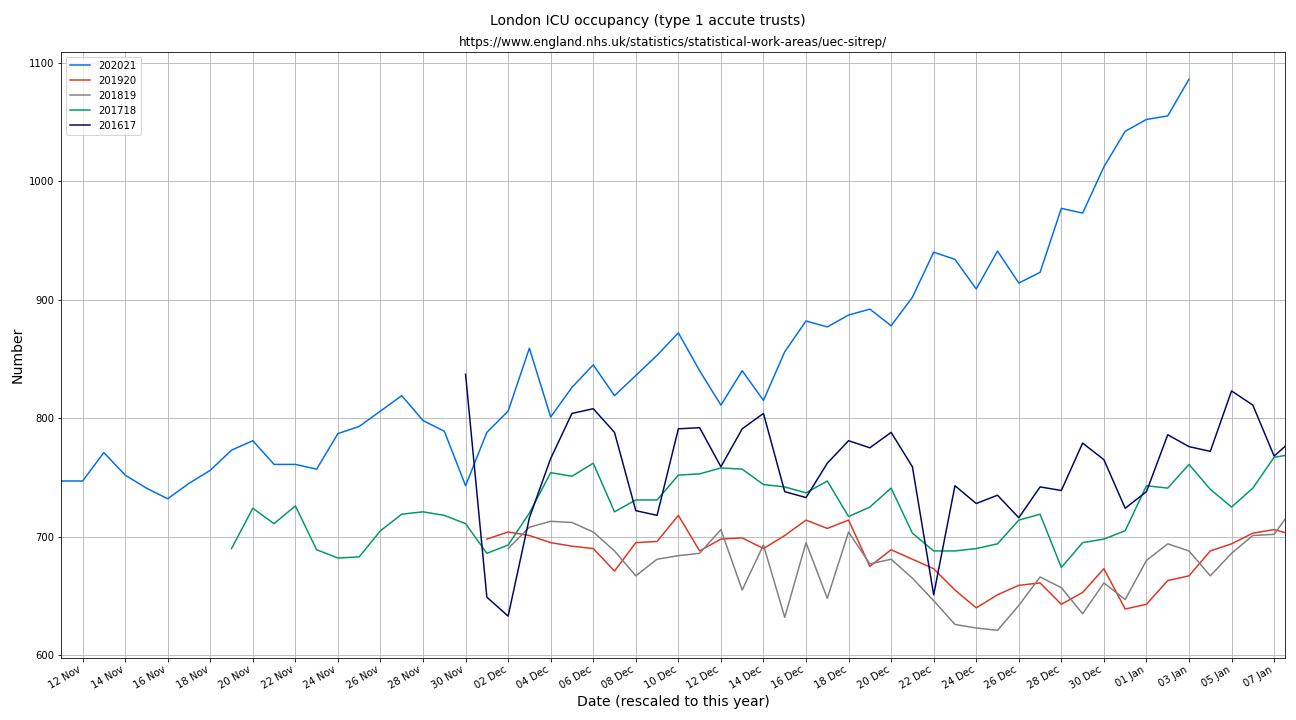 London ICU occupancy (type 1 accute trusts)
https://www.england.nhs.uk/statistics/statistical-work-areas/uec-sitrep/
202021
201920
201819
201718
201617
1100
1000
900
800
700
600
Number
12 Nov
14 Nov
16 Nov
18 Nov
20 Nov
22 Nov
24 Nov
26 Nov
28 Nov
30 Nov
02 Dec
04 Dec
06 Dec
08 Dec
10 Dec
12 Dec
14 Dec
16 Dec
18 Dec
20 Dec
22 Dec
24 Dec
26 Dec
28 Dec
30 Dec
01 Jan
03 Jan
05 Jan
07 Jan
Date (rescaled to this year)